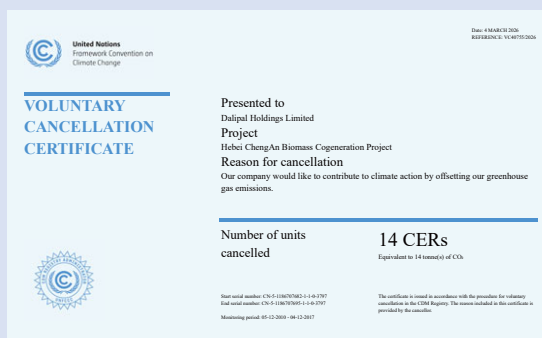 Date: 4 MARCH 2026
REFERENCE: VC40755/2026
United Nations
Framework Convention on
Climate Change
VOLUNTARY
CANCELLATION
CERTIFICATE
Presented to
Dalipal Holdings Limited
Project
Hebei ChengAn Biomass Cogeneration Project
Reason for cancellation
Our company would like to contribute to climate action by offsetting our greenhouse
gas emissions.
Number of units
cancelled
14 CERs
Equivalent to 14 tonne(s) of CO₂
Start serial number: CN-5-1186707682-1-1-0-3797
End serial number: CN-5-1186707695-1-1-0-3797
Monitoring period: 05-12-2010 - 04-12-2017
The certificate is issued in accordance with the procedure for voluntary
cancellation in the CDM Registry. The reason included in this certificate is
provided by the canceller.